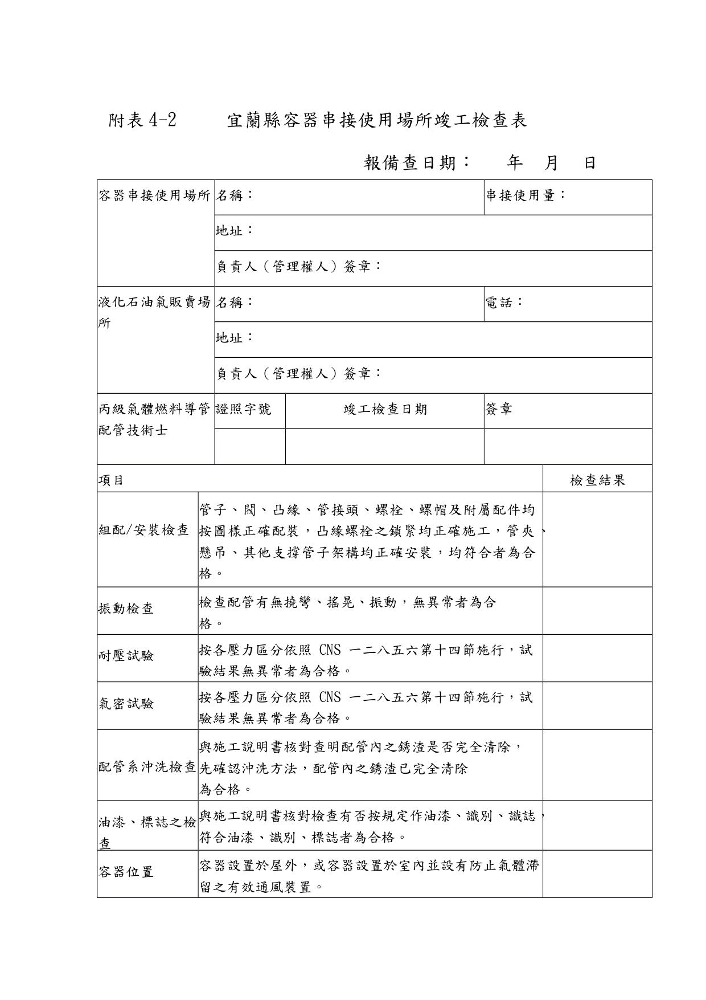 附表 4-2 宜蘭縣容器串接使用場所竣工檢查表
報備查日期： 年 月 日
容器串接使用場所 名稱： 串接使用量：
地址：
負責人（管理權人）簽章：
液化石油氣販賣場
所
名稱： 電話：
地址：
負責人（管理權人）簽章：
丙級氣體燃料導管
配管技術士
證照字號 竣工檢查日期 簽章
項目 檢查結果
組配/安裝檢查
管子、閥、凸緣、管接頭、螺栓、螺帽及附屬配件均
按圖樣正確配裝，凸緣螺栓之鎖緊均正確施工，管夾、
懸吊、其他支撐管子架構均正確安裝，均符合者為合
格。
振動檢查
檢查配管有無撓彎、搖晃、振動，無異常者為合
格。
耐壓試驗
按各壓力區分依照 CNS 一二八五六第十四節施行，試
驗結果無異常者為合格。
氣密試驗
按各壓力區分依照 CNS 一二八五六第十四節施行，試
驗結果無異常者為合格。
配管系沖洗檢查
與施工說明書核對查明配管內之銹渣是否完全清除，
先確認沖洗方法，配管內之銹渣已完全清除
為合格。
油漆、標誌之檢
查
與施工說明書核對檢查有否按規定作油漆、識別、識誌，
符合油漆、識別、標誌者為合格。
容器位置
容器設置於屋外，或容器設置於室內並設有防止氣體滯
留之有效通風裝置。